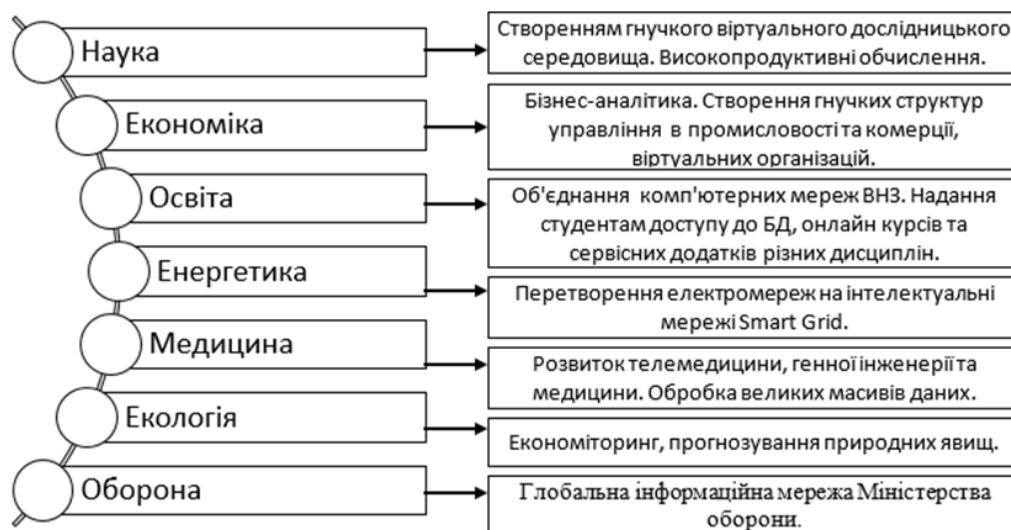 Наука
Створенням гнучкого віртуального дослідницького
середовища. Високопродуктивні обчислення.
Економіка
Бізнес-аналітика. Створення гнучких структур
управління в промисловості та комерції,
віртуальних організацій.
Освіта
Об'єднання комп'ютерних мереж ВНЗ. Надання
студентам доступу до БД, онлайн курсів та
сервісних додатків різних дисциплін.
Енергетика
Перетворення електромереж на інтелектуальні
мережі Smart Grid.
Медицина
Розвиток телемедицини, генної інженерії та
медицини. Обробка великих масивів даних.
Екологія
Економіторинг, прогнозування природних явищ.
Оборона
Глобальна інформаційна мережа Міністерства
оборони.